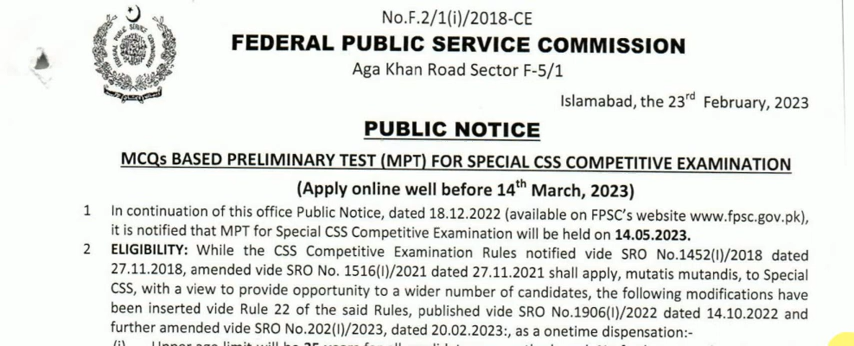 No.F.2/1(i)/2018-CE
FEDERAL PUBLIC SERVICE COMMISSION
Aga Khan Road Sector F-5/1
Islamabad, the 23rd February, 2023
PUBLIC NOTICE
MCQs BASED PRELIMINARY TEST (MPT) FOR SPECIAL CSS COMPETITIVE EXAMINATION
(Apply online well before 14th March, 2023)
1 In continuation of this office Public Notice, dated 18.12.2022 (available on FPSC's website www.fpsc.gov.pk),
it is notified that MPT for Special CSS Competitive Examination will be held on 14.05.2023.
2 ELIGIBILITY: While the CSS Competitive Examination Rules notified vide SRO No.1452(I)/2018 dated
27.11.2018, amended vide SRO No. 1516(I)/2021 dated 27.11.2021 shall apply, mutatis mutandis, to Special
CSS, with a view to provide opportunity to a wider number of candidates, the following modifications have
been inserted vide Rule 22 of the said Rules, published vide SRO No.1906(I)/2022 dated 14.10.2022 and
further amended vide SRO No.202(I)/2023, dated 20.02.2023:, as a onetime dispensation:-